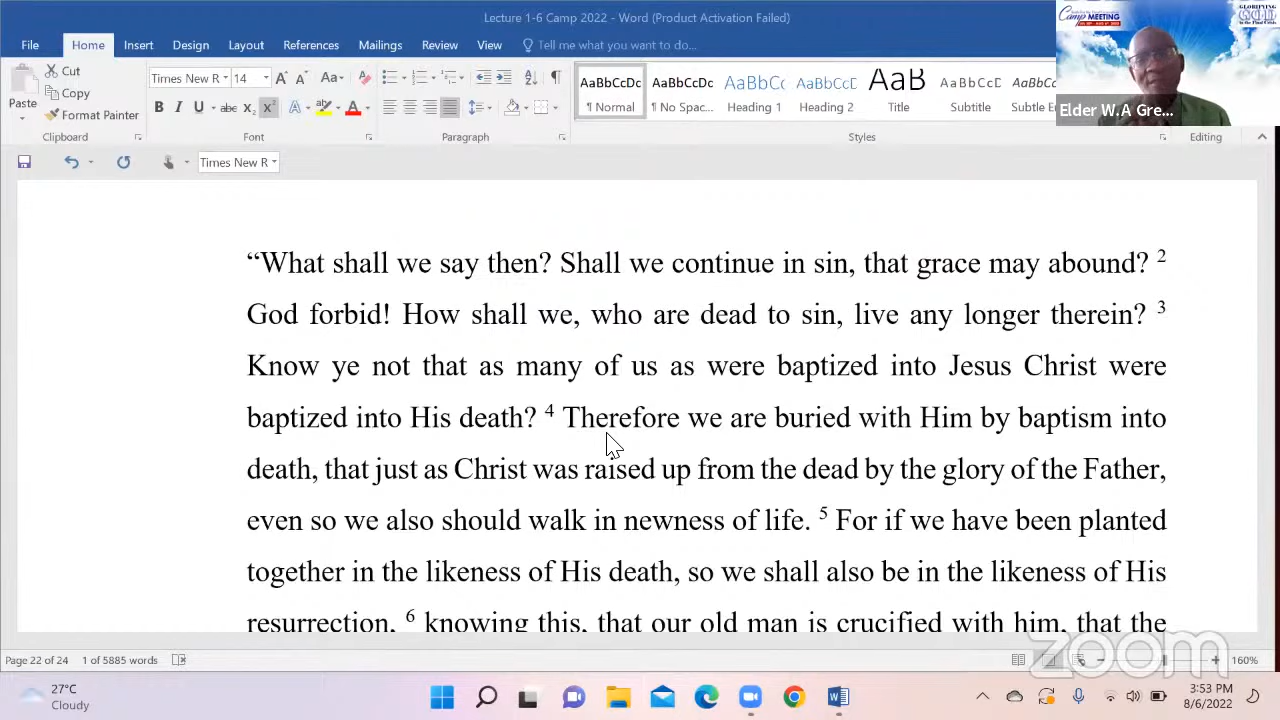 Lecture 1-6 Camp 2022 - Word (Product Activation Failed)
File Home Insert Design Layout References Mailings Review View Tell me what you want to do...
Cut
Copy
Format Painter
Paste
Clipboard
Times New R 14 Aa
B I U abc x₂ x² A A
Font
Paragraph
AaBbCcDc AaBbCcDc AaBbCc AaBbCcC AaB AaBbCcD AaBbCc
¶ Normal ¶ No Spac... Heading 1 Heading 2 Title Subtitle Subtle E
Styles
Editing
Camp MEETING
GLORIFYING
Elder W.A Gre...
Times New R
“What shall we say then? Shall we continue in sin, that grace may abound? ²
God forbid! How shall we, who are dead to sin, live any longer therein? ³
Know ye not that as many of us as were baptized into Jesus Christ were
baptized into His death? ⁴ Therefore we are buried with Him by baptism into
death, that just as Christ was raised up from the dead by the glory of the Father,
even so we also should walk in newness of life. ⁵ For if we have been planted
together in the likeness of His death, so we shall also be in the likeness of His
resurrection, ⁶ knowing this, that our old man is crucified with him, that the
zoom
Page 22 of 24 1 of 5885 words 160%
27°C
Cloudy
3:53 PM
8/6/2022